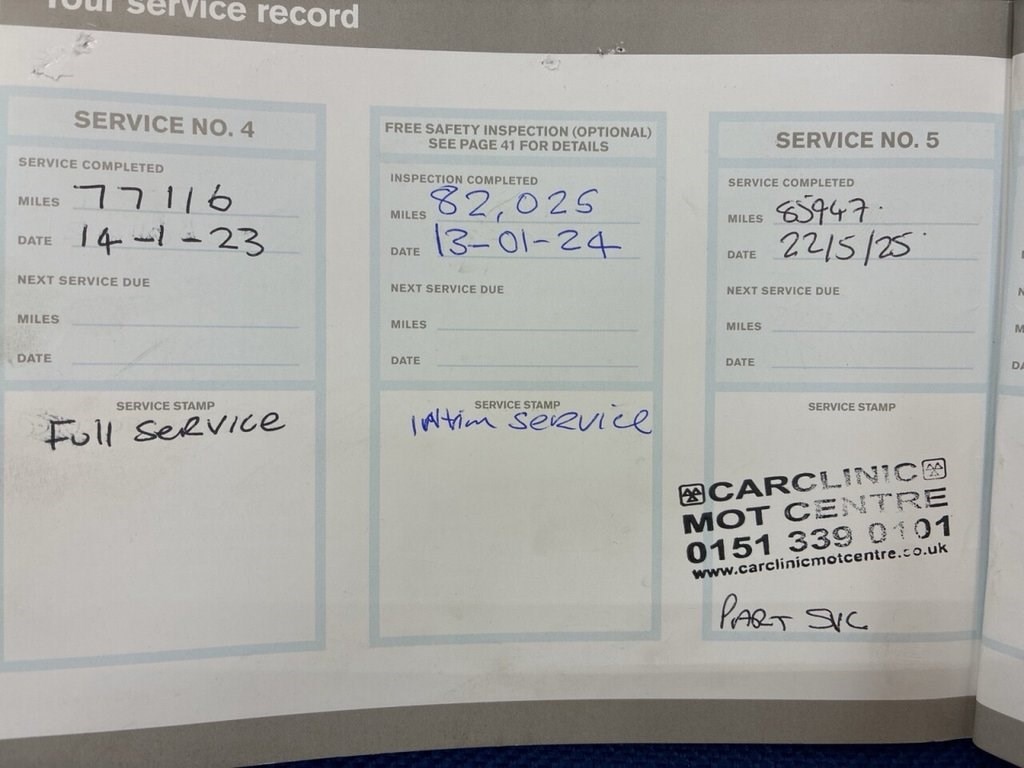 Your service record
SERVICE NO. 4
SERVICE COMPLETED
MILES 77116
DATE 14-1-23
NEXT SERVICE DUE
MILES
DATE
SERVICE STAMP
Full Service
FREE SAFETY INSPECTION (OPTIONAL)
SEE PAGE 41 FOR DETAILS
INSPECTION COMPLETED
MILES 82,025
DATE 13-01-24
NEXT SERVICE DUE
MILES
DATE
SERVICE STAMP
intrim service
SERVICE NO. 5
SERVICE COMPLETED
MILES 85947.
DATE 22/5/25
NEXT SERVICE DUE
MILES
DATE
SERVICE STAMP
CARCLINIC
MOT CENTRE
0151 339 0101
www.carclinicmotcentre.co.uk
PART SVC